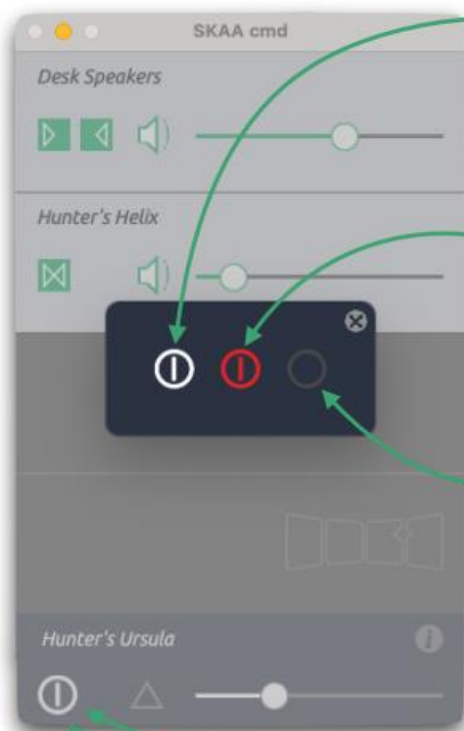 SKAA cmd
Desk Speakers
Hunter's Helix
Hunter's Ursula
i